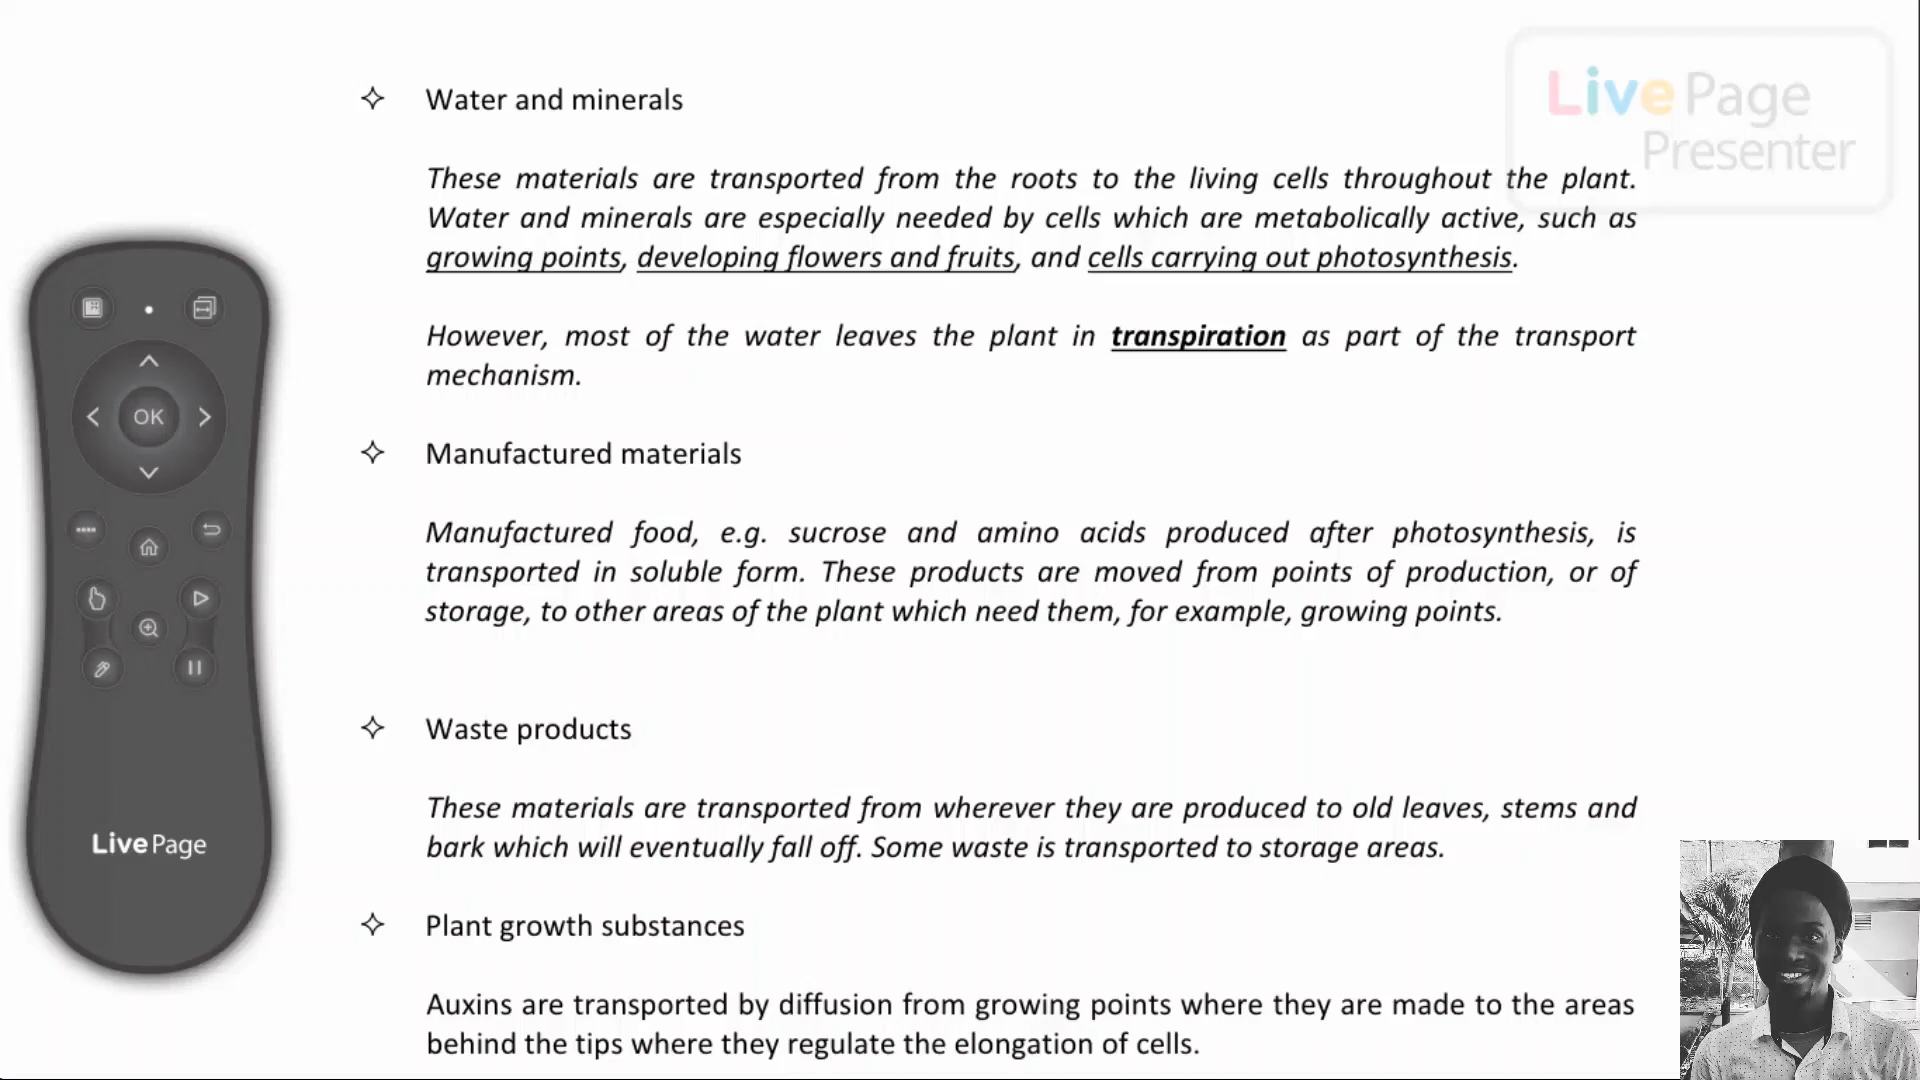 Live Page
Presenter
✧ Water and minerals
These materials are transported from the roots to the living cells throughout the plant.
Water and minerals are especially needed by cells which are metabolically active, such as
growing points, developing flowers and fruits, and cells carrying out photosynthesis.
However, most of the water leaves the plant in transpiration as part of the transport
mechanism.
✧ Manufactured materials
Manufactured food, e.g. sucrose and amino acids produced after photosynthesis, is
transported in soluble form. These products are moved from points of production, or of
storage, to other areas of the plant which need them, for example, growing points.
✧ Waste products
These materials are transported from wherever they are produced to old leaves, stems and
bark which will eventually fall off. Some waste is transported to storage areas.
✧ Plant growth substances
Auxins are transported by diffusion from growing points where they are made to the areas
behind the tips where they regulate the elongation of cells.
OK
LivePage